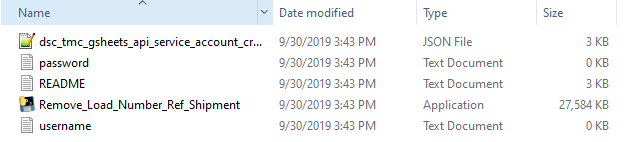 Name Date modified Type Size
dsc_tmc_gsheets_api_service_account_cr... 9/30/2019 3:43 PM JSON File 3 KB
password 9/30/2019 3:43 PM Text Document 0 KB
README 9/30/2019 3:43 PM Text Document 3 KB
Remove_Load_Number_Ref_Shipment 9/30/2019 3:43 PM Application 27,584 KB
username 9/30/2019 3:43 PM Text Document 0 KB